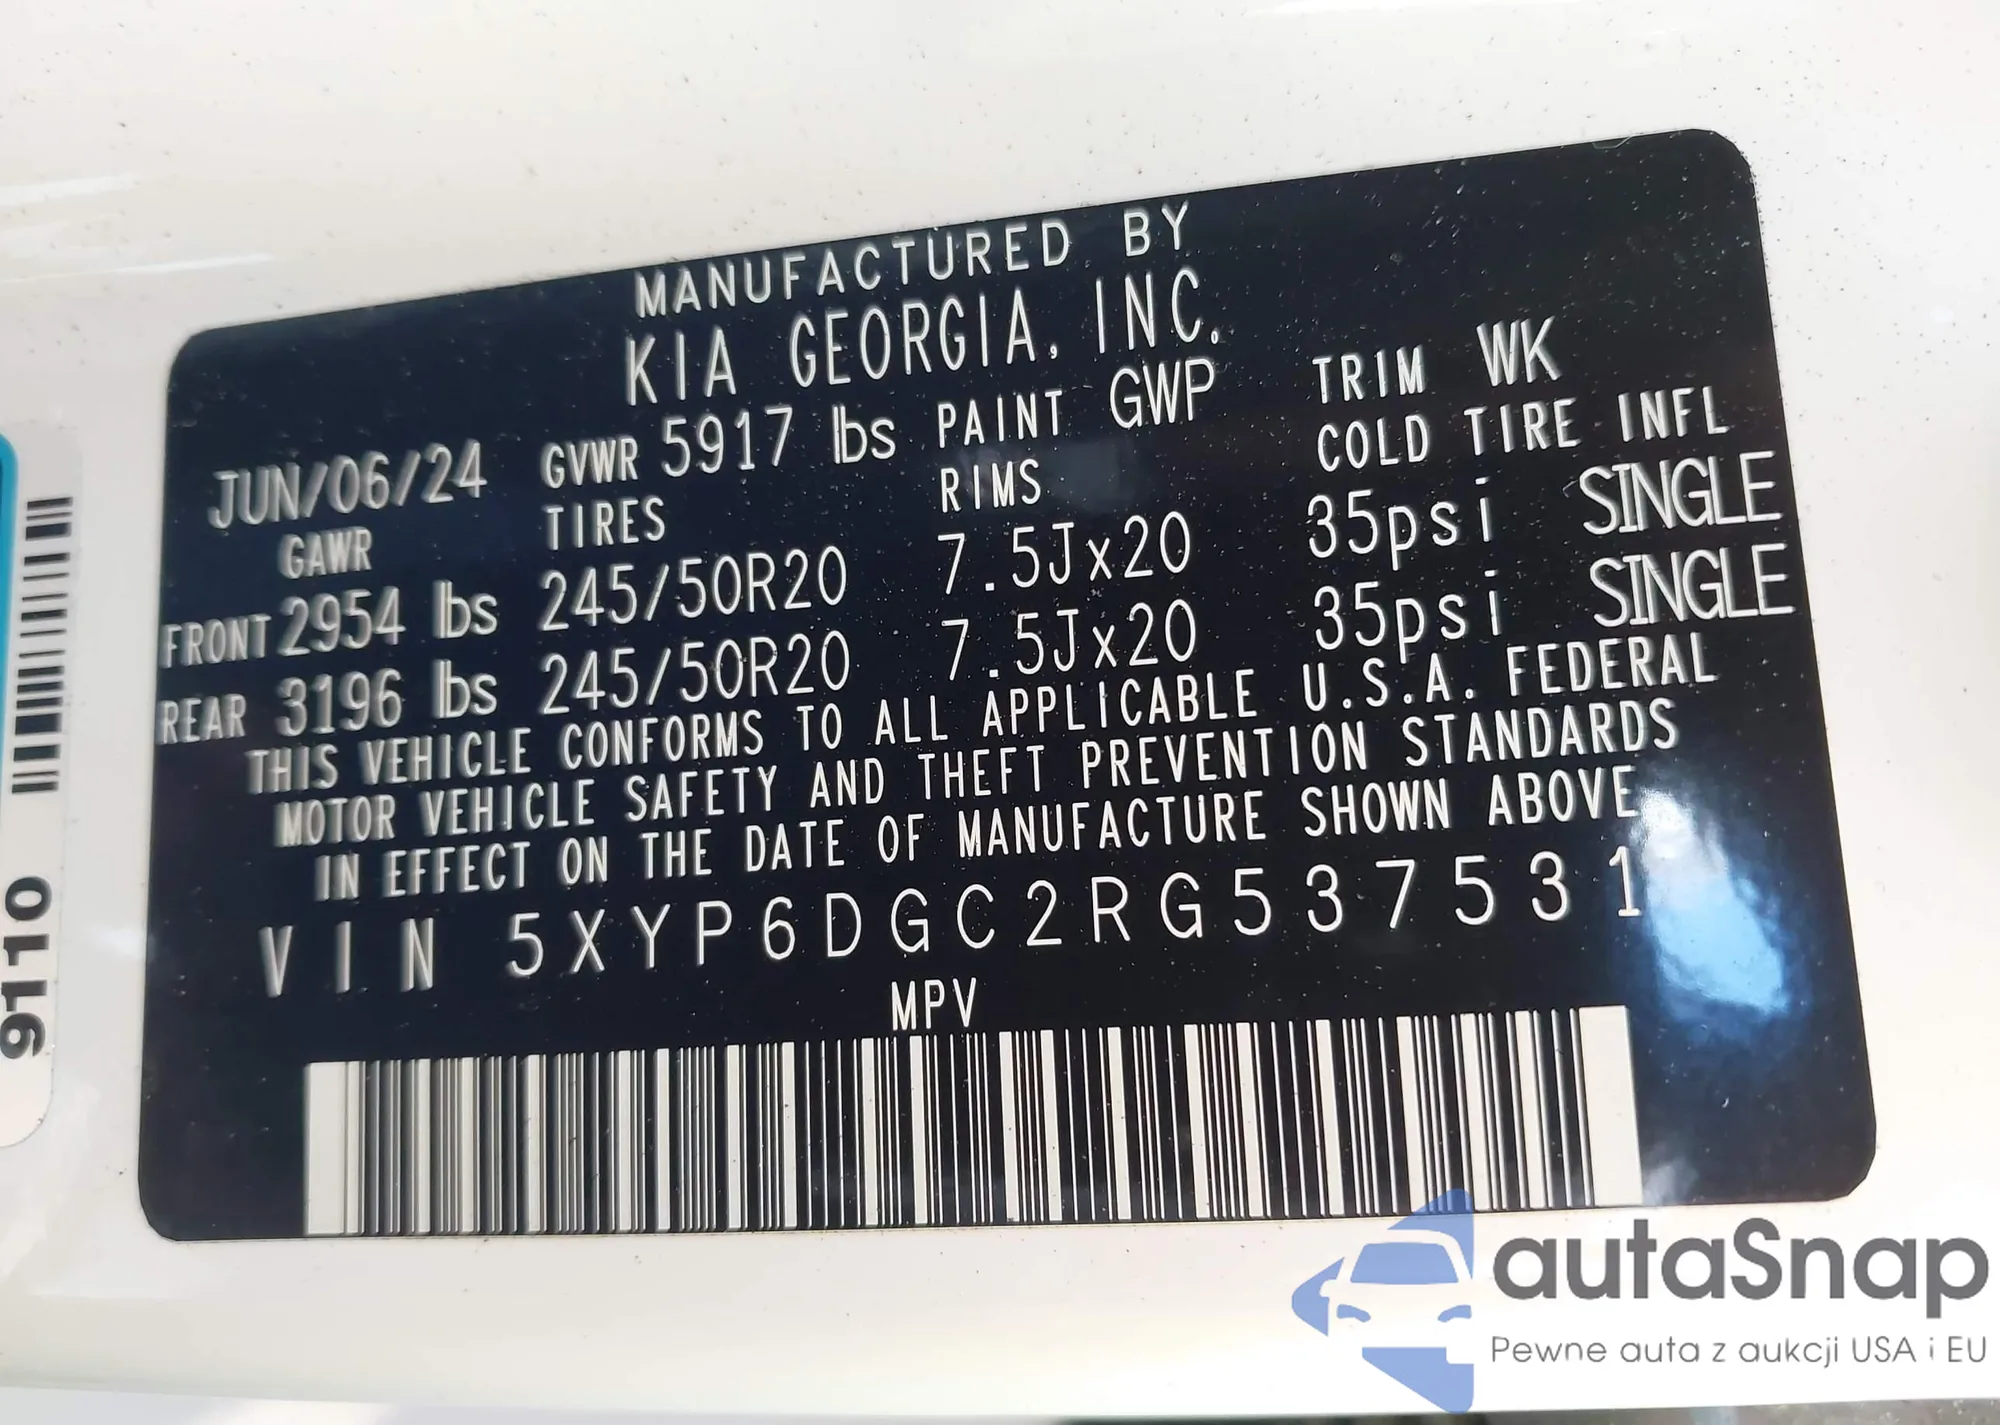 MANUFACTURED BY
KIA GEORGIA, INC.
JUN/06/24 GVWR 5917 lbs PAINT GWP TRIM WK
GAWR TIRES RIMS COLD TIRE INFL
FRONT 2954 lbs 245/50R20 7.5Jx20 35psi SINGLE
REAR 3196 lbs 245/50R20 7.5Jx20 35psi SINGLE
THIS VEHICLE CONFORMS TO ALL APPLICABLE U.S.A. FEDERAL
MOTOR VEHICLE SAFETY AND THEFT PREVENTION STANDARDS
IN EFFECT ON THE DATE OF MANUFACTURE SHOWN ABOVE
VIN 5XYP6DGC2RG537531
MPV
9110
autaSnap
Pewne auta z aukcji USA i EU